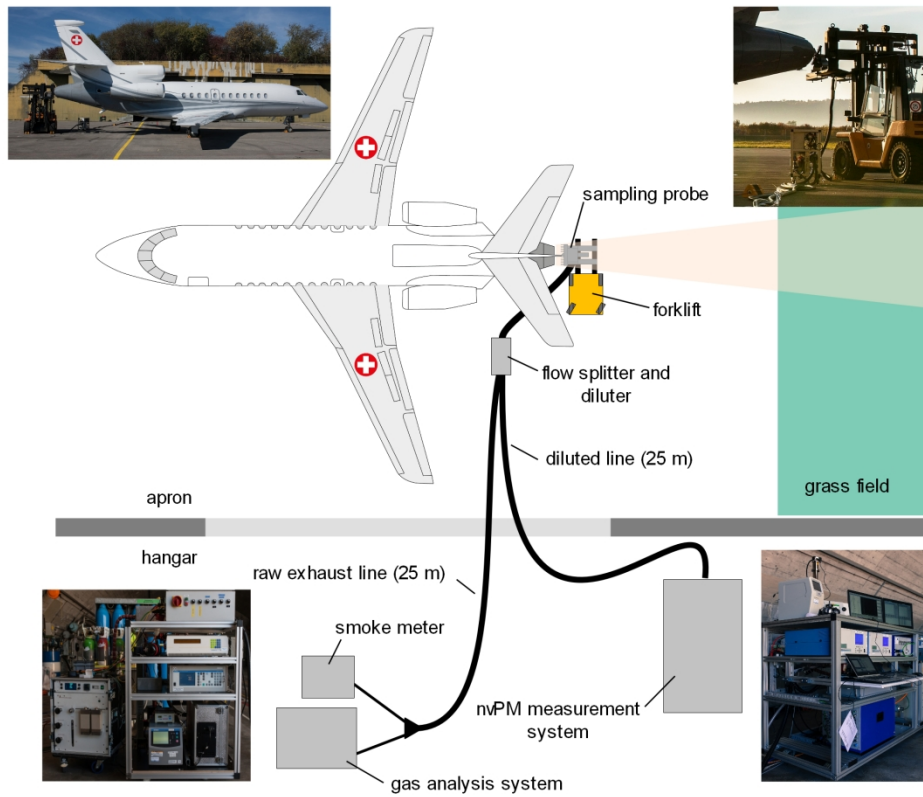 sampling probe
forklift
flow splitter and
diluter
diluted line (25 m)
grass field
apron
hangar
raw exhaust line (25 m)
smoke meter
nvPM measurement
system
gas analysis system